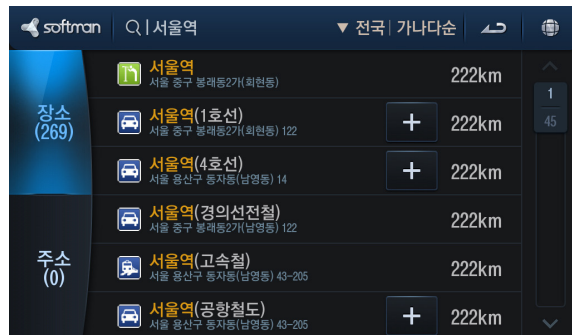 softman 서울역 ▼ 전국 가나다순
장소
(269)
주소
(0)
서울역 222km
서울 중구 봉래동2가(회현동)
서울역(1호선) + 222km
서울 중구 봉래동2가(회현동) 122
서울역(4호선) + 222km
서울 용산구 동자동(남영동) 14
서울역(경의선전철) 222km
서울 중구 봉래동2가(남영동) 122
서울역(고속철) 222km
서울 용산구 동자동(남영동) 43-205
서울역(공항철도) + 222km
서울 용산구 동자동(남영동) 43-205
1
45